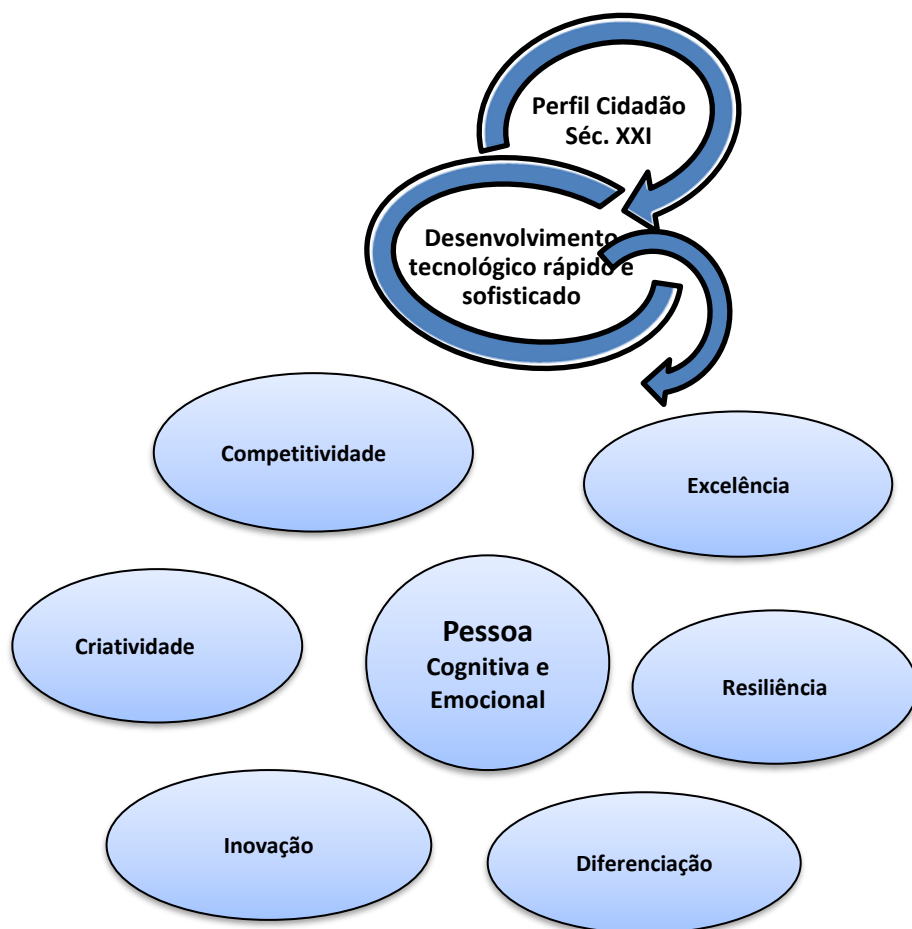 Perfil Cidadão
Séc. XXI
Desenvolvimento
tecnológico rápido e
sofisticado
Competitividade
Excelência
Criatividade
Pessoa
Cognitiva e
Emocional
Resiliência
Inovação
Diferenciação